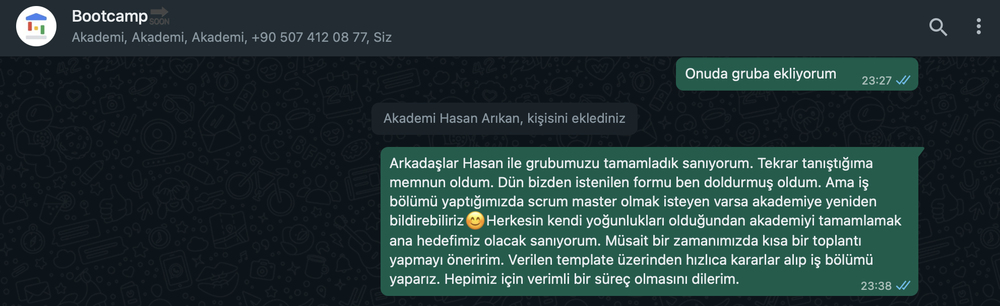 Bootcamp🔜
Akademi, Akademi, Akademi, +90 507 412 08 77, Siz
Onuda gruba ekliyorum
23:27
Akademi Hasan Arıkan, kişisini eklediniz
Arkadaşlar Hasan ile grubumuzu tamamladık sanıyorum. Tekrar tanıştığıma
memnun oldum. Dün bizden istenilen formu ben doldurmuş oldum. Ama iş
bölümü yaptığımızda scrum master olmak isteyen varsa akademiye yeniden
bildirebiliriz😊Herkesin kendi yoğunlukları olduğundan akademiyi tamamlamak
ana hedefimiz olacak sanıyorum. Müsait bir zamanımızda kısa bir toplantı
yapmayı öneririm. Verilen template üzerinden hızlıca kararlar alıp iş bölümü
yaparız. Hepimiz için verimli bir süreç olmasını dilerim.
23:38